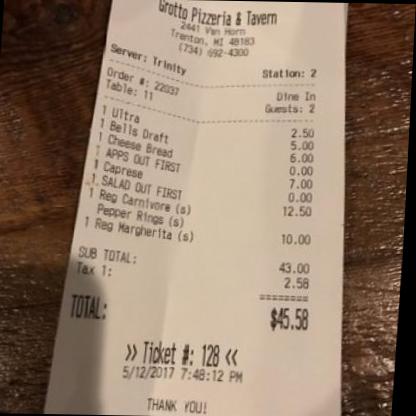 Grotto Pizzeria & Tavern
2441 Van Horn
Trenton, MI 48183
(734) 692-4300
Server: Trinity Station: 2
Order #: 22037 Dine In
Table: 11 Guests: 2
1 Ultra 2.50
1 Bells Draft 5.00
1 Cheese Bread 6.00
1 APPS OUT FIRST 0.00
1 Caprese 7.00
1 SALAD OUT FIRST 0.00
1 Reg Carnivore (s) 12.50
Pepper Rings (s)
1 Reg Margherita (s) 10.00
SUB TOTAL: 43.00
Tax 1: 2.58
========
TOTAL: $45.58
>> Ticket #: 128 <<
5/12/2017 7:48:12 PM
THANK YOU!